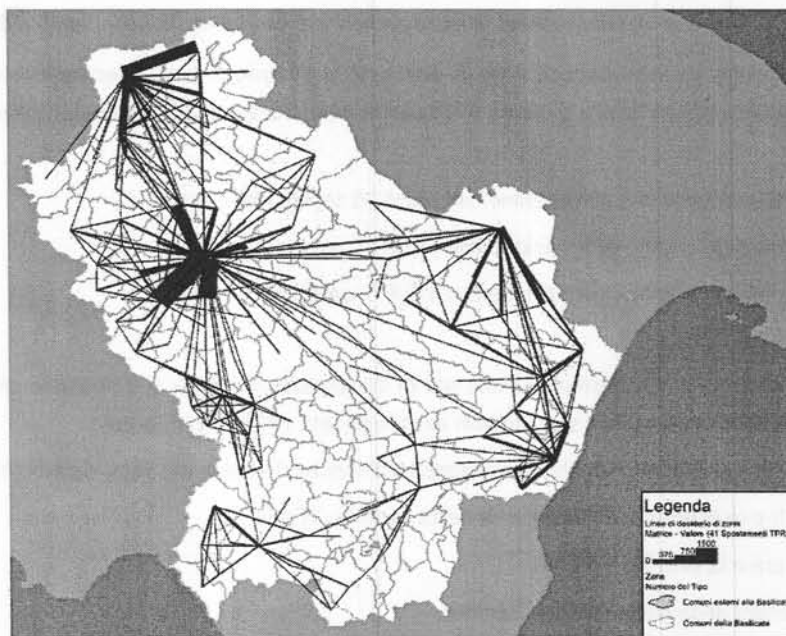 Legenda
Linee di desiderio di zona
Matrice - Valore (41 Spostamenti TPR)
0 375 750 1500
Zona
Numero del Tipo
Comuni esterni alla Basilicata
Comuni della Basilicata